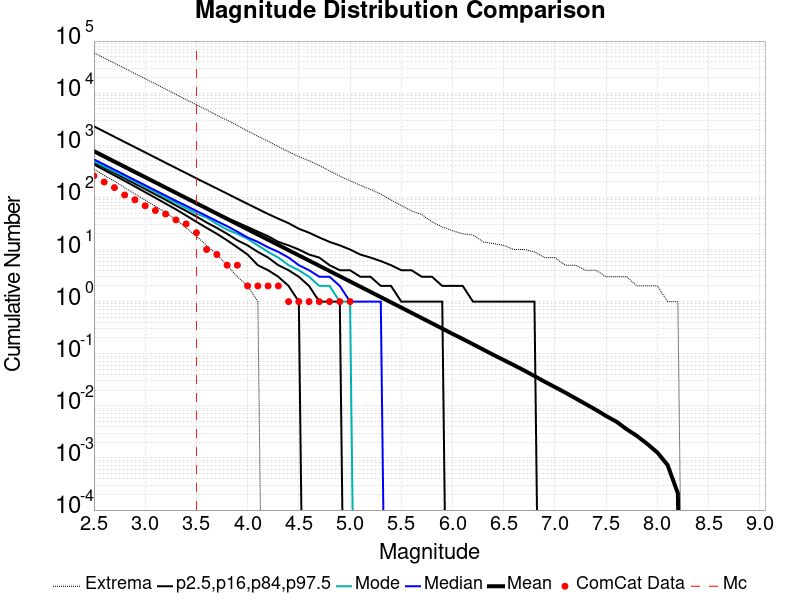 Magnitude Distribution Comparison
10^5
10^4
10^3
10^2
10^1
10^0
10^-1
10^-2
10^-3
10^-4
Cumulative Number
2.5 3.0 3.5 4.0 4.5 5.0 5.5 6.0 6.5 7.0 7.5 8.0 8.5 9.0
Magnitude
Extrema p2.5,p16,p84,p97.5 Mode Median Mean ComCat Data Mc